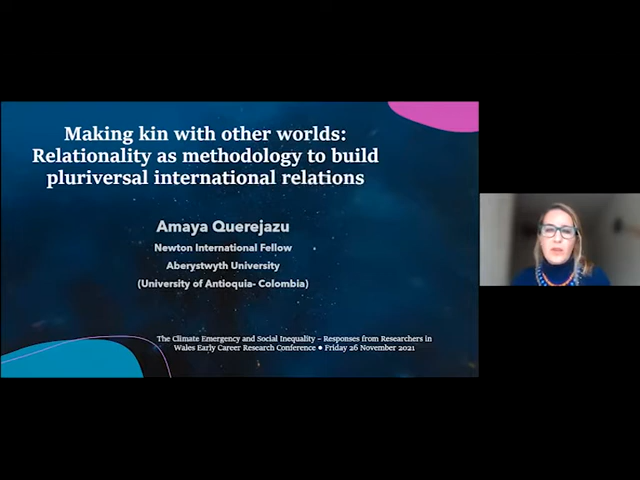 Making kin with other worlds:
Relationality as methodology to build
pluriversal international relations
Amaya Querejazu
Newton International Fellow
Aberystwyth University
(University of Antioquia- Colombia)
The Climate Emergency and Social Inequality – Responses from Researchers in
Wales Early Career Research Conference ● Friday 26 November 2021